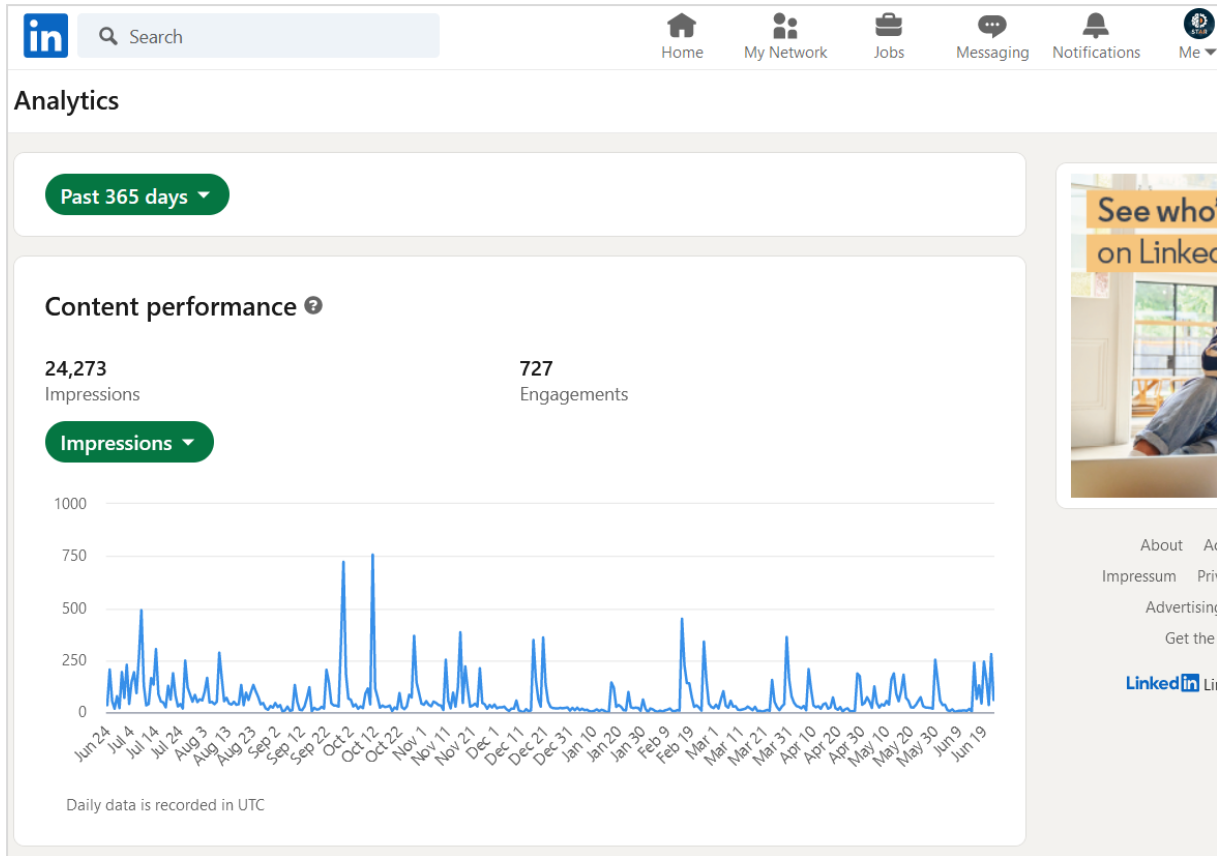 in Search
Home My Network Jobs Messaging Notifications Me
Analytics
Past 365 days
See who'
on Linked
Content performance
24,273 727
Impressions Engagements
Impressions
1000
750
500
250
0
Jun 24 Jul 4 Jul 14 Jul 24 Aug 3 Aug 13 Aug 23 Sep 2 Sep 12 Sep 22 Oct 2 Oct 12 Oct 22 Nov 1 Nov 11 Nov 21 Dec 1 Dec 11 Dec 21 Dec 31 Jan 10 Jan 20 Jan 30 Feb 9 Feb 19 Mar 1 Mar 11 Mar 21 Mar 31 Apr 10 Apr 20 Apr 30 May 10 May 20 May 30 Jun 9 Jun 19
Daily data is recorded in UTC
About Ac
Impressum Priv
Advertising
Get the
LinkedIn Lin